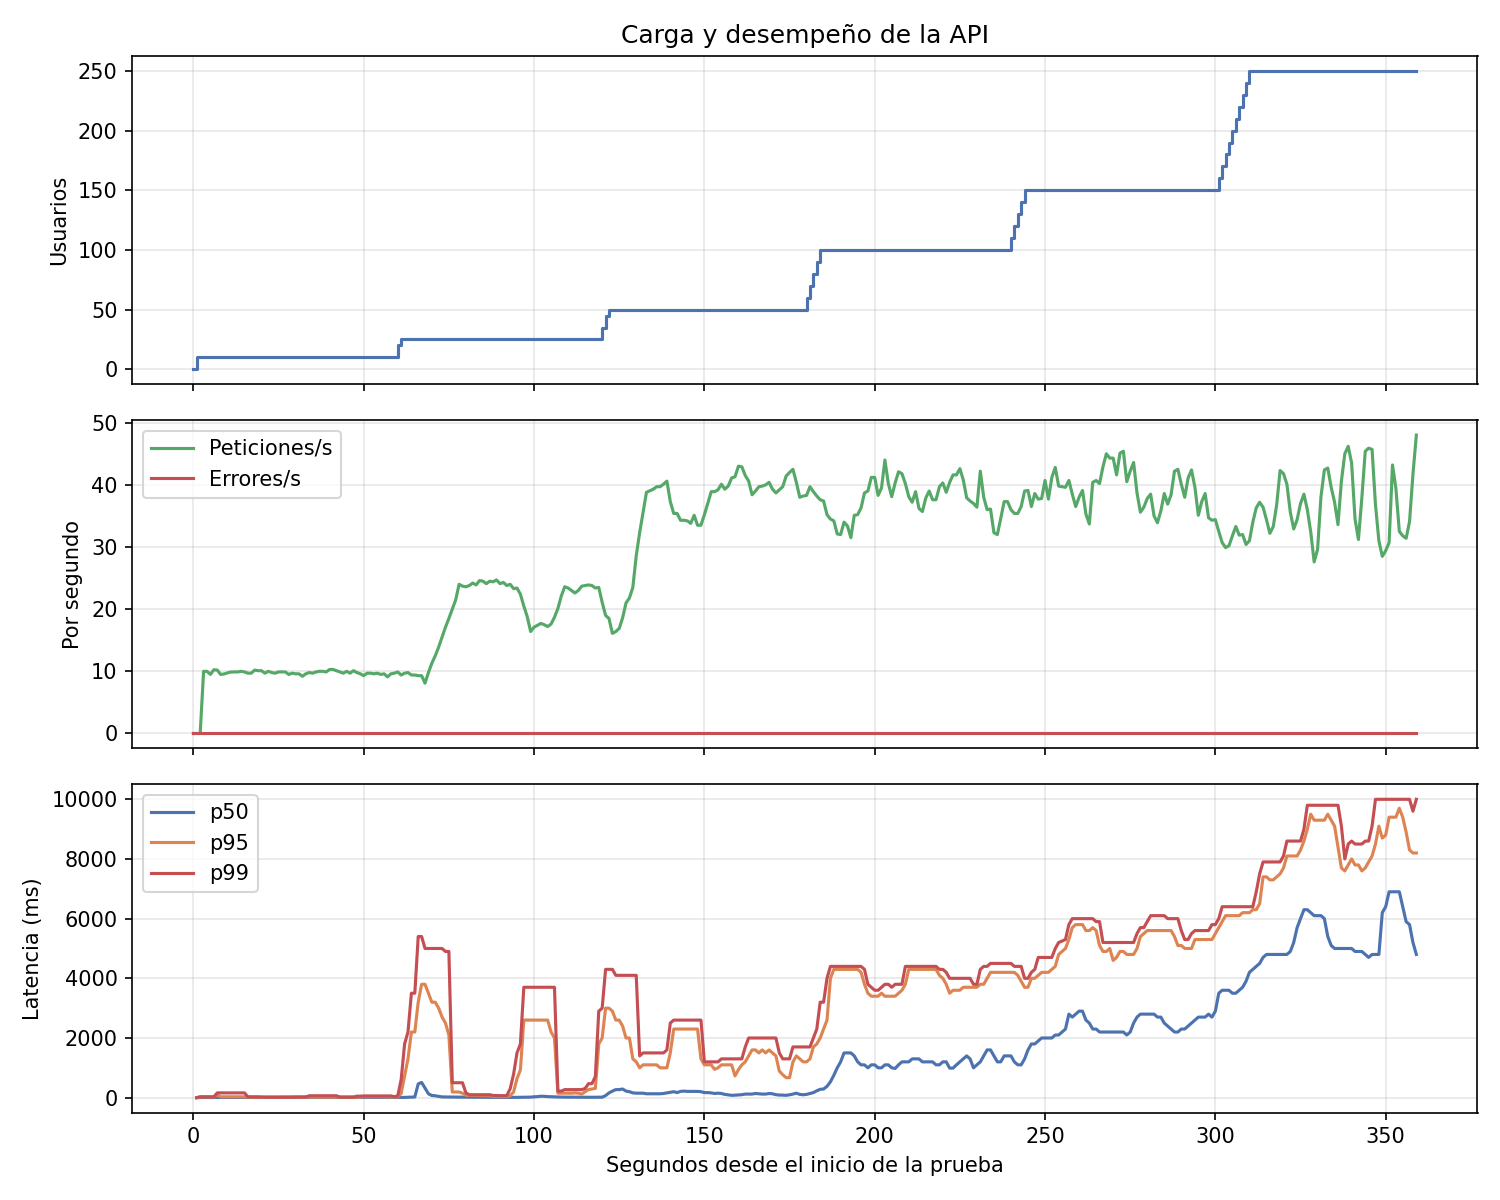 Carga y desempeño de la API
250
200
150
100
50
0
Usuarios
50
40
30
20
10
0
Por segundo
Peticiones/s
Errores/s
10000
8000
6000
4000
2000
0
Latencia (ms)
p50
p95
p99
0 50 100 150 200 250 300 350
Segundos desde el inicio de la prueba